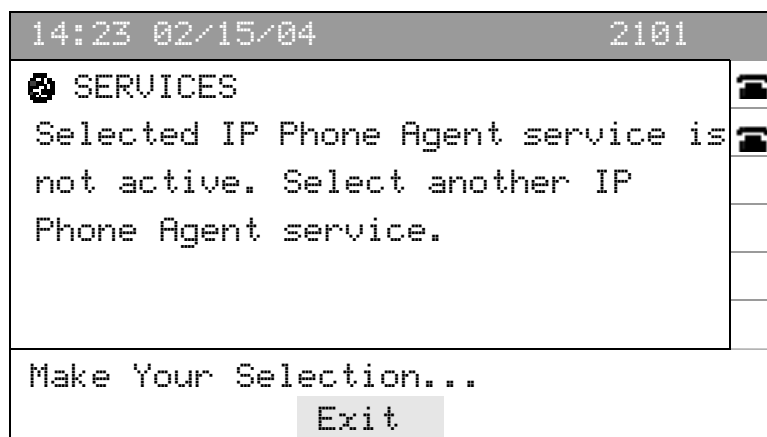 14:23 02/15/04 2101
SERVICES
Selected IP Phone Agent service is
not active. Select another IP
Phone Agent service.
Make Your Selection...
Exit